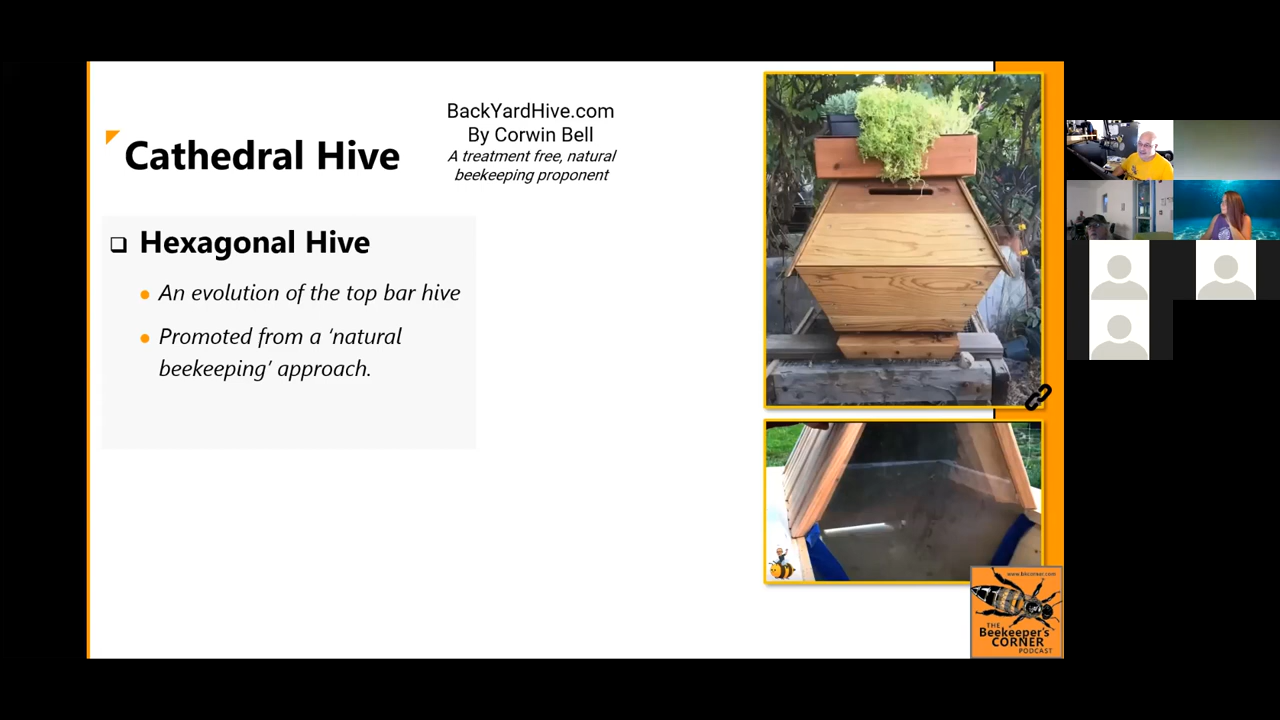 BackYardHive.com
By Corwin Bell
A treatment free, natural
beekeeping proponent
Cathedral Hive
Hexagonal Hive
An evolution of the top bar hive
Promoted from a ‘natural
beekeeping’ approach.
www.bkcorner.com
THE
Beekeeper's
CORNER
PODCAST